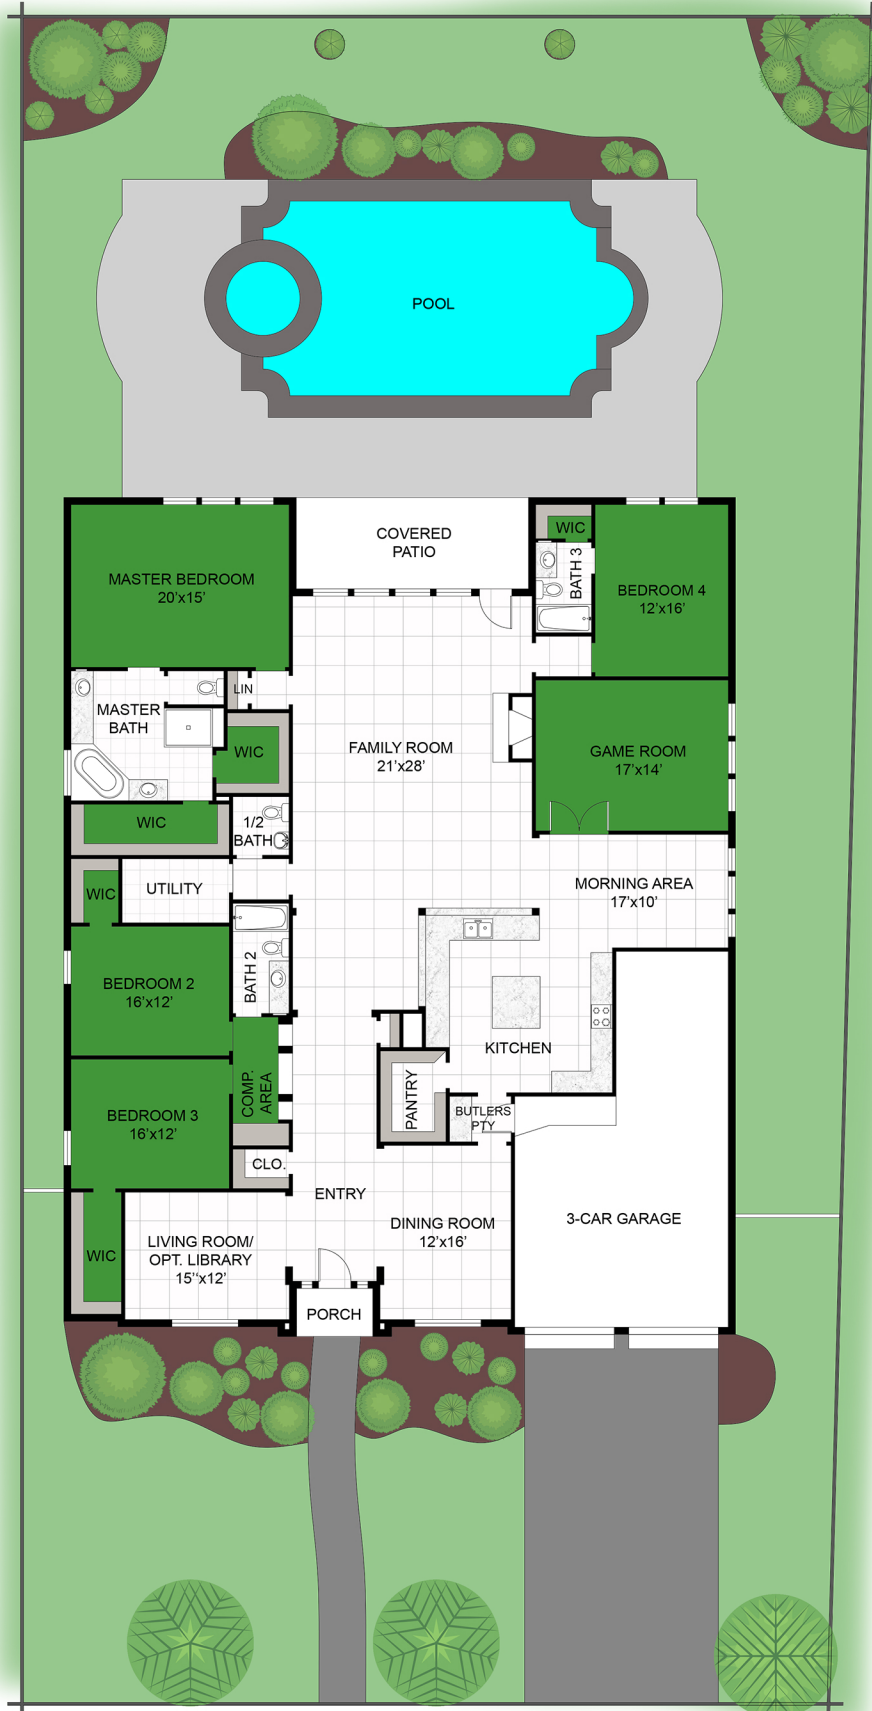 POOL
COVERED
PATIO
WIC
BATH 3
MASTER BEDROOM
20'x15'
BEDROOM 4
12'x16'
LIN
MASTER
BATH
WIC
FAMILY ROOM
21'x28'
GAME ROOM
17'x14'
WIC
1/2
BATH
WIC
UTILITY
MORNING AREA
17'x10'
BEDROOM 2
16'x12'
BATH 2
KITCHEN
COMP.
AREA
PANTRY
BUTLERS
PTY
BEDROOM 3
16'x12'
CLO.
ENTRY
DINING ROOM
12'x16'
3-CAR GARAGE
WIC
LIVING ROOM/
OPT. LIBRARY
15''x12'
PORCH